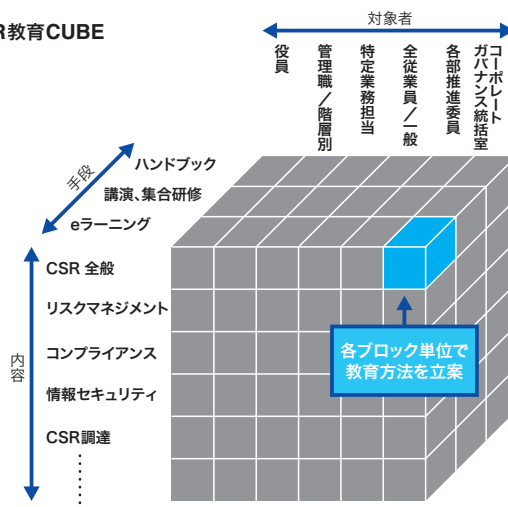 R教育CUBE
対象者
役員
管理職／階層別
特定業務担当
全従業員／一般
各部推進委員
コーポレート
ガバナンス統括室
手段
ハンドブック
講演、集合研修
eラーニング
内容
CSR 全般
リスクマネジメント
コンプライアンス
情報セキュリティ
CSR調達
各ブロック単位で
教育方法を立案